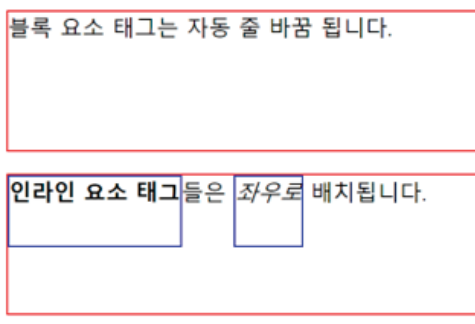 블록 요소 태그는 자동 줄 바꿈 됩니다.
인라인 요소 태그들은 좌우로 배치됩니다.